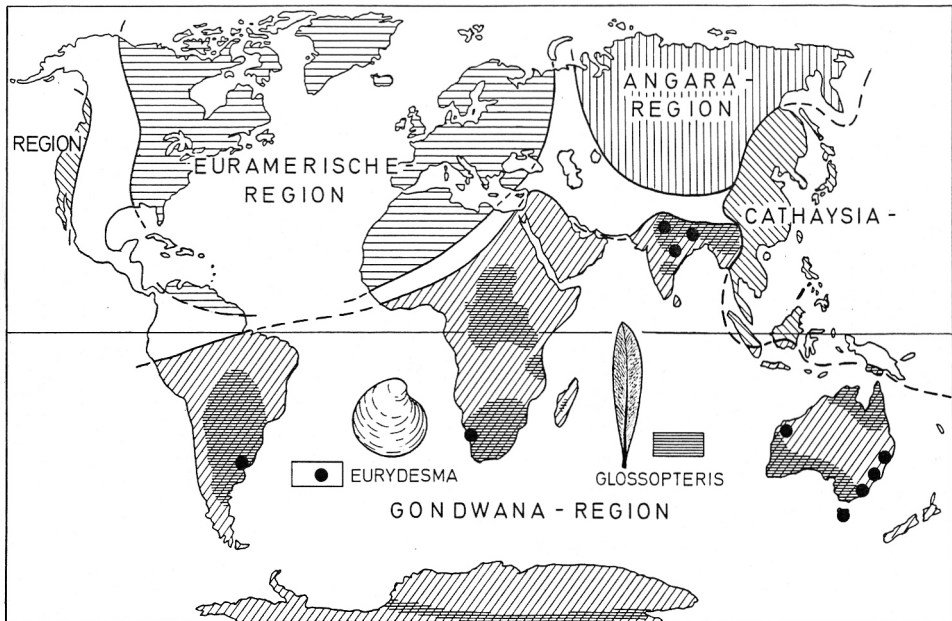 ANGARA-
REGION
REGION
EURAMERISCHE
REGION
CATHAYSIA-
EURYDESMA
GLOSSOPTERIS
GONDWANA-REGION